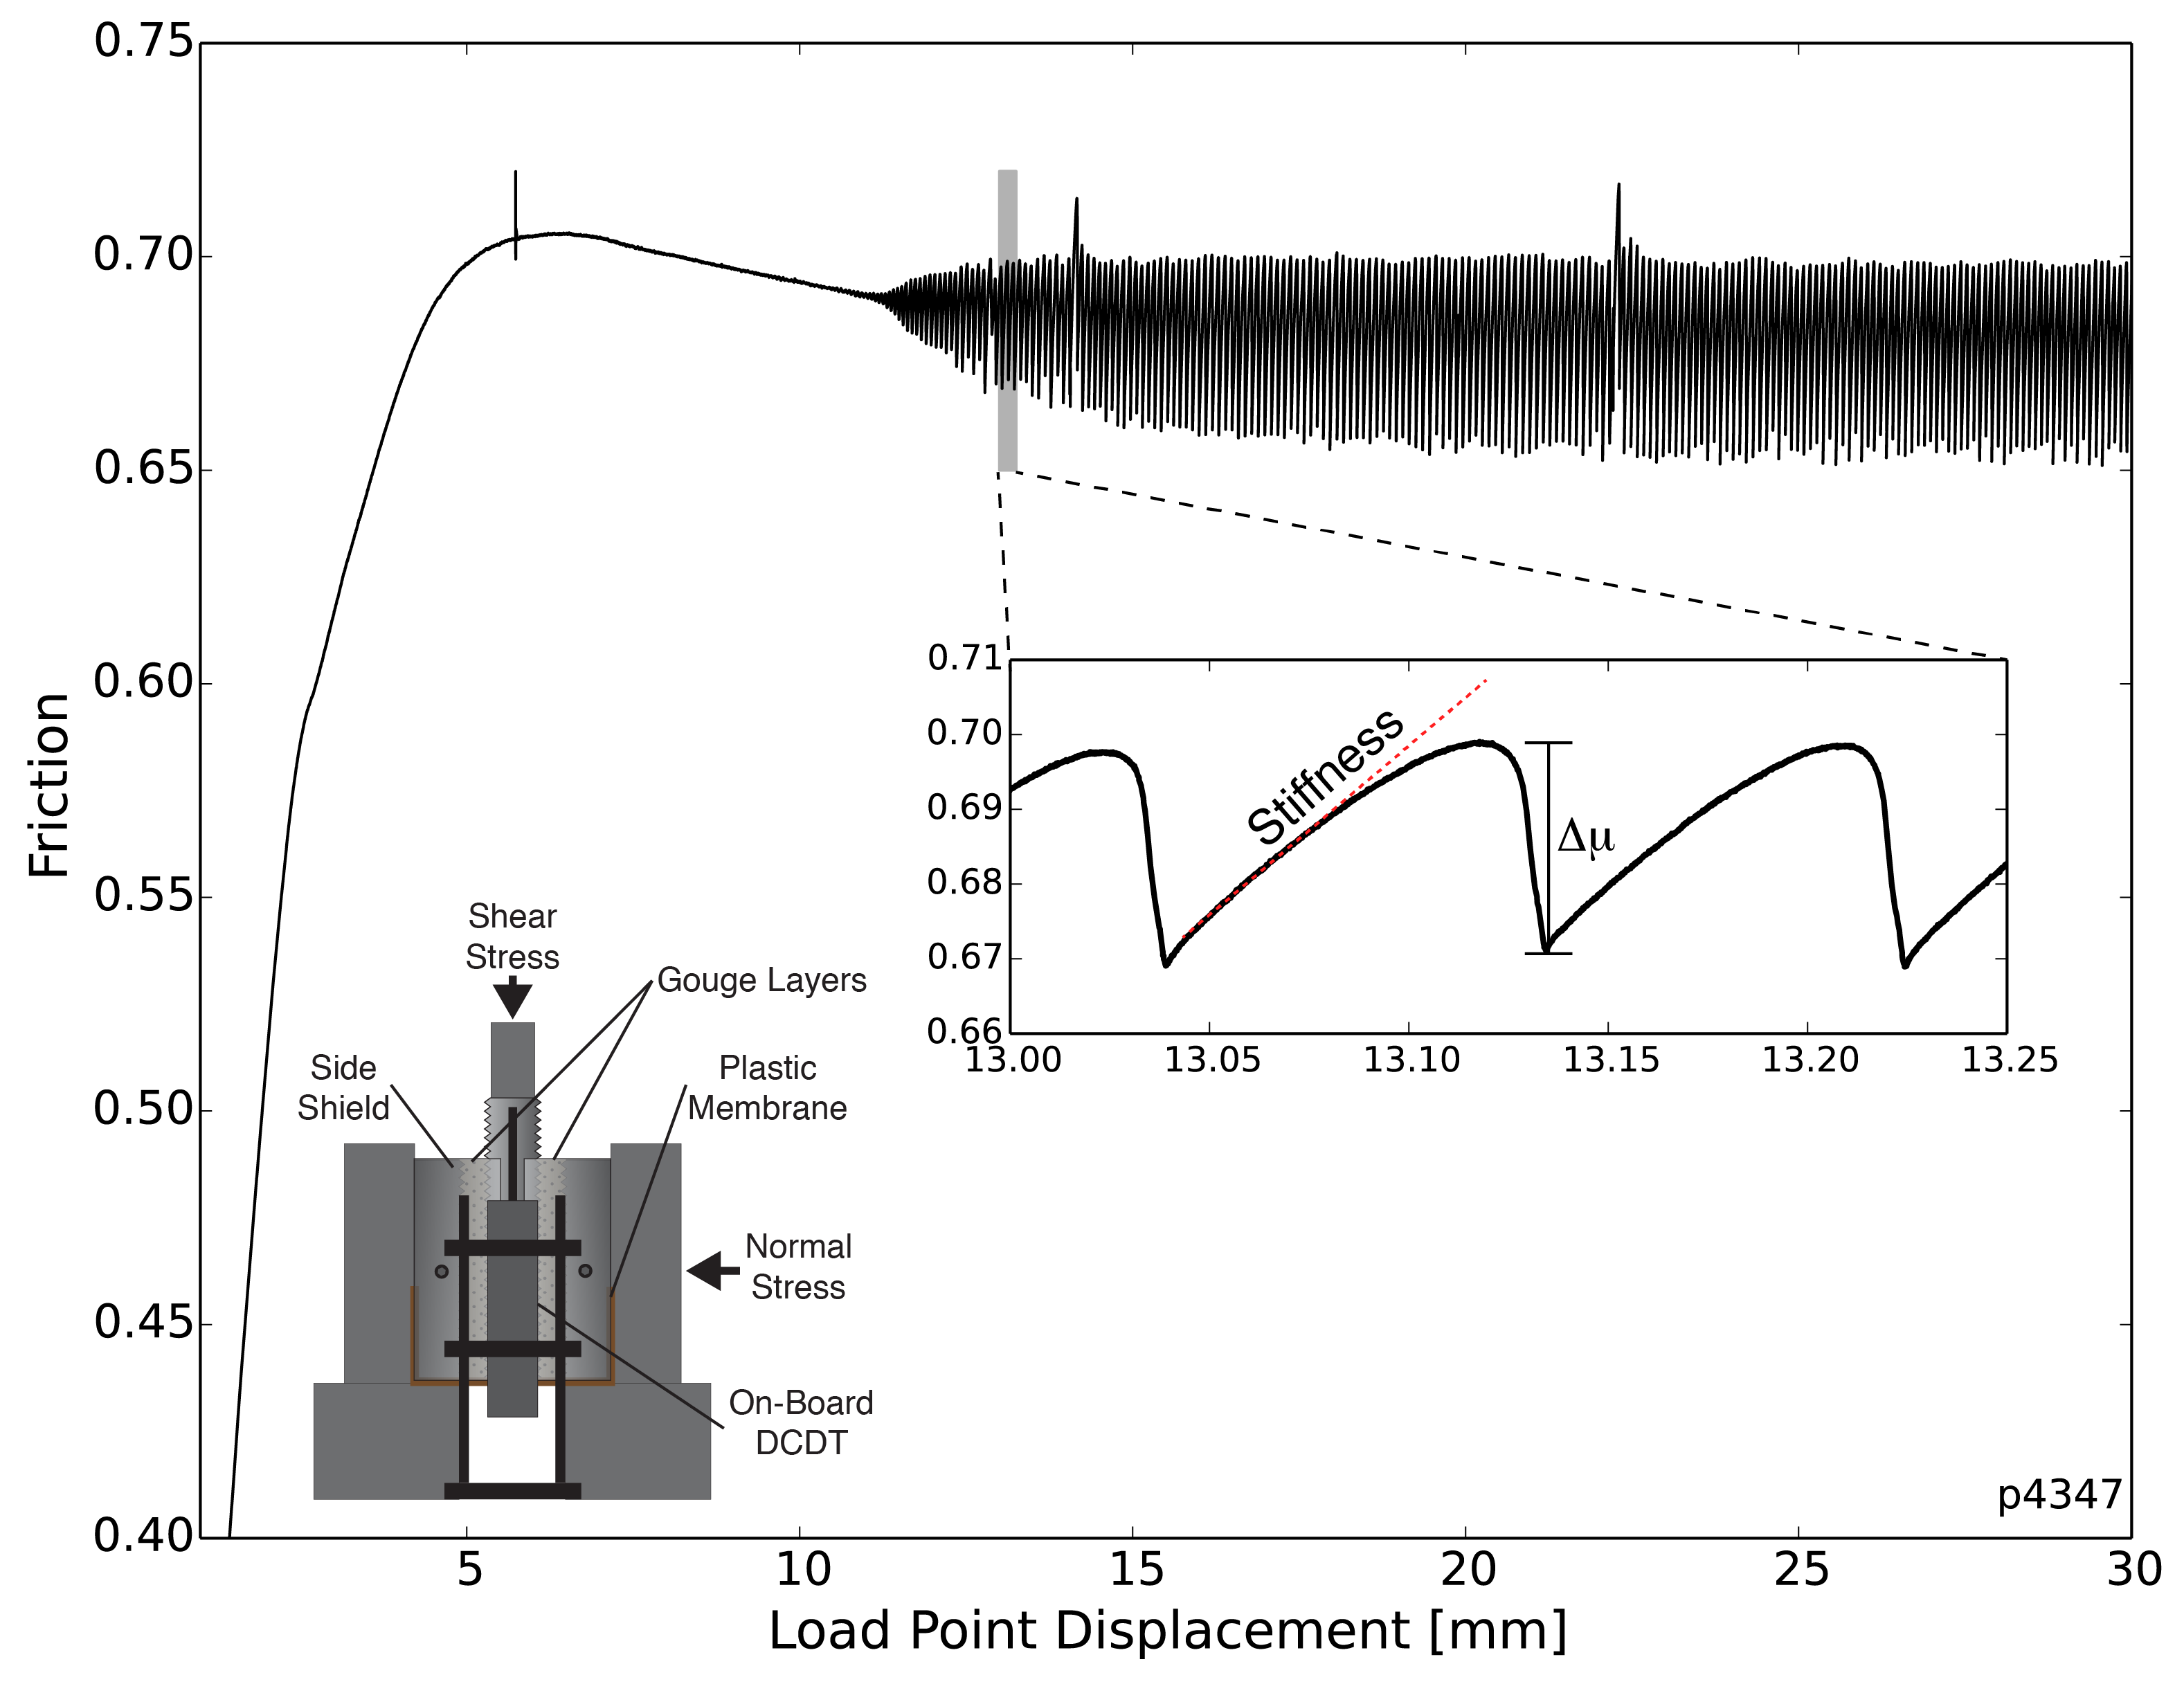 0.75
0.70
0.65
0.60
0.55
0.50
0.45
0.40
Friction
5
10
15
20
25
30
Load Point Displacement [mm]
0.71
0.70
0.69
0.68
0.67
0.66
13.00
13.05
13.10
13.15
13.20
13.25
Stiffness
Δμ
Shear
Stress
Gouge Layers
Side
Shield
Plastic
Membrane
Normal
Stress
On-Board
DCDT
p4347